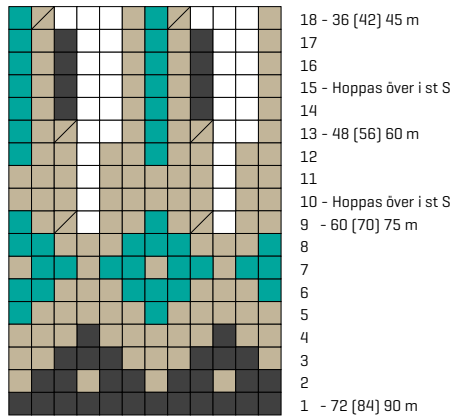 18 - 36 (42) 45 m
17
16
15 - Hoppas över i st S
14
13 - 48 (56) 60 m
12
11
10 - Hoppas över i st S
9 - 60 (70) 75 m
8
7
6
5
4
3
2
1 - 72 (84) 90 m